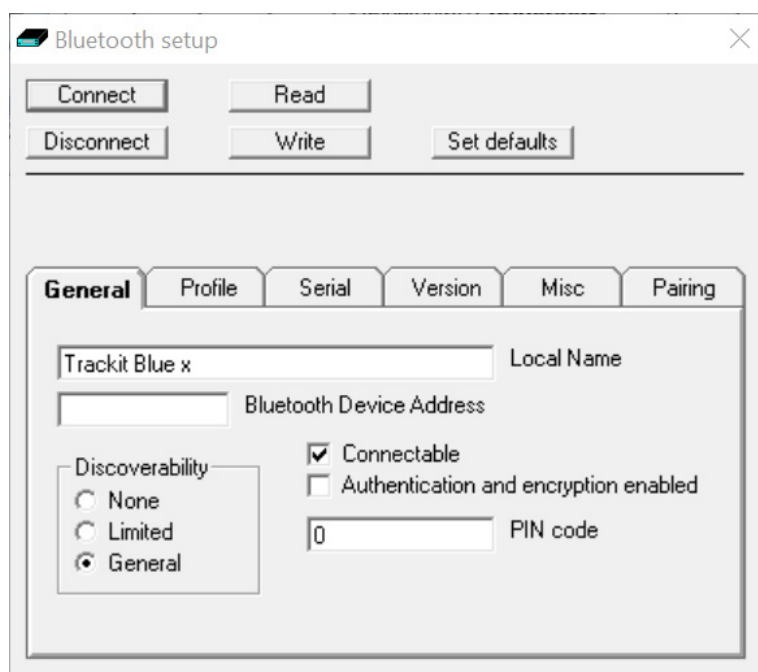 Bluetooth setup
Connect Read
Disconnect Write Set defaults
General Profile Serial Version Misc Pairing
Trackit Blue x Local Name
Bluetooth Device Address
Discoverability
None
Limited
General
Connectable
Authentication and encryption enabled
0 PIN code